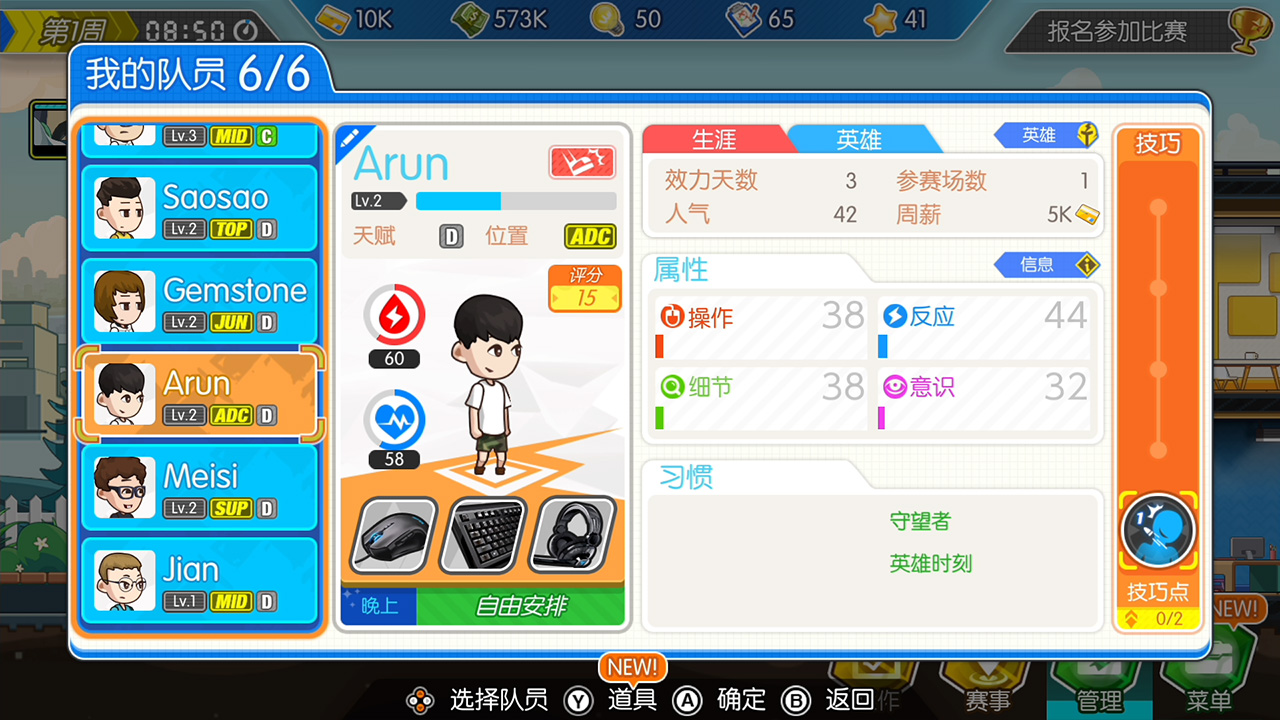 第1周 08:50 10K 573K 50 65 41 报名参加比赛
我的队员 6/6
Lv.3 MID C
Saosao
Lv.2 TOP D
Gemstone
Lv.2 JUN D
Arun
Lv.2 ADC D
Meisi
Lv.2 SUP D
Jian
Lv.1 MID D
Arun
Lv.2
天赋 D 位置 ADC
评分
15
60
58
晚上 自由安排
生涯 英雄 英雄
效力天数 3 参赛场数 1
人气 42 周薪 5K
属性 信息
操作 38 反应 44
细节 38 意识 32
习惯
守望者
英雄时刻
技巧
1
技巧点
0/2
NEW!
NEW!
选择队员 Y 道具 A 确定 B 返回 作 赛事 管理 菜单